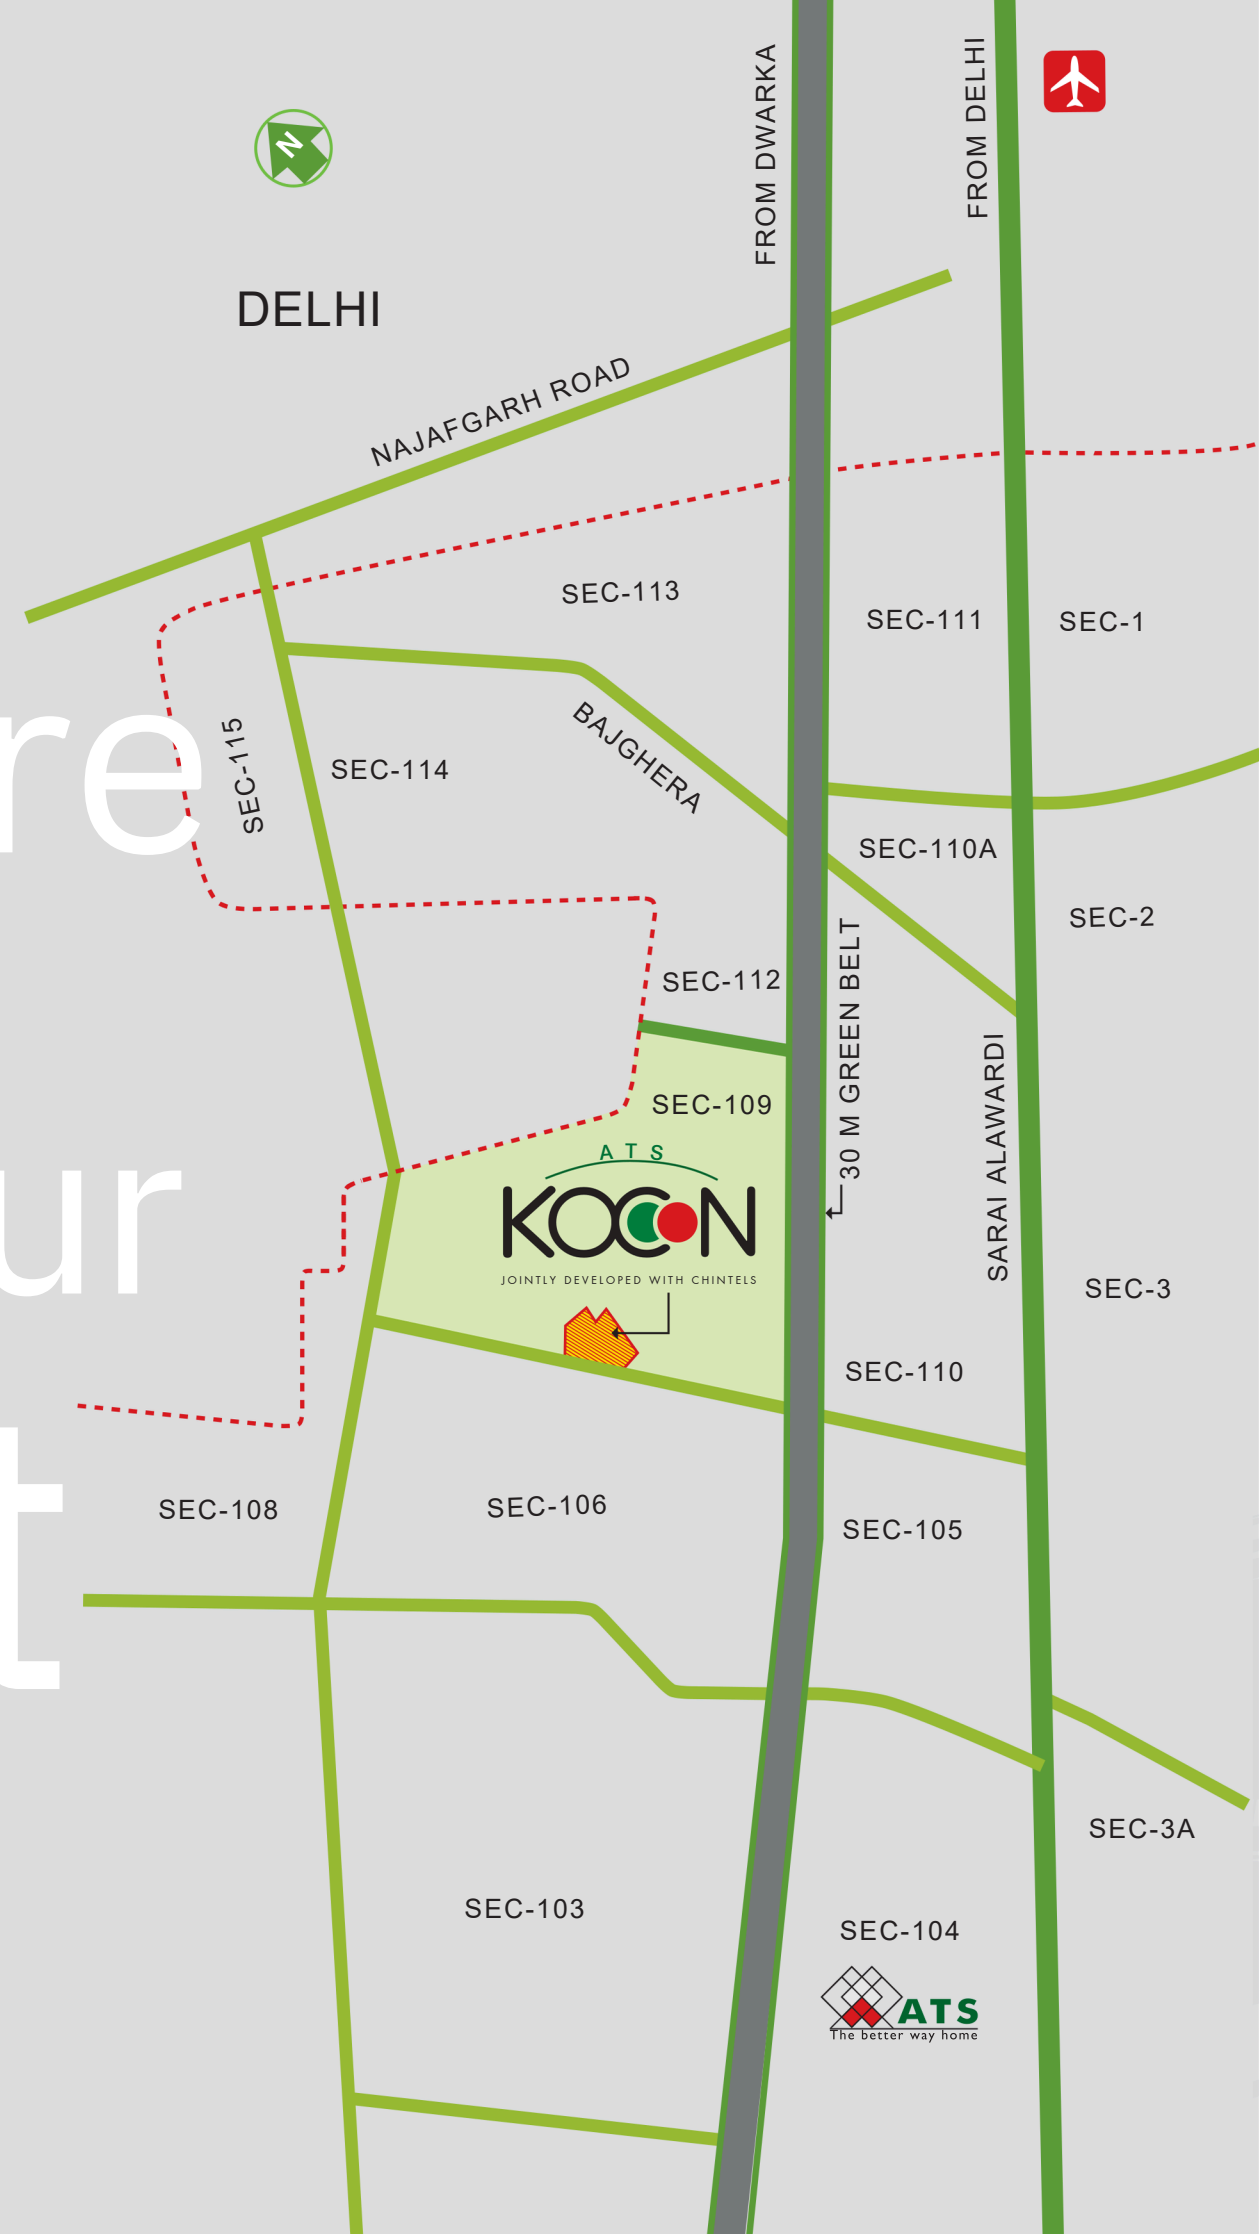 FROM DWARKA
FROM DELHI
N
DELHI
NAJAFGARH ROAD
SEC-113
SEC-111
SEC-1
re
SEC-115
SEC-114
BAJGHERA
SEC-110A
SEC-2
SEC-112
30 M GREEN BELT
SARAI ALAWARDI
SEC-109
ATS
KOCOON
JOINTLY DEVELOPED WITH CHINTELS
ur
SEC-3
SEC-110
t
SEC-108
SEC-106
SEC-105
SEC-3A
SEC-103
SEC-104
ATS
The better way home